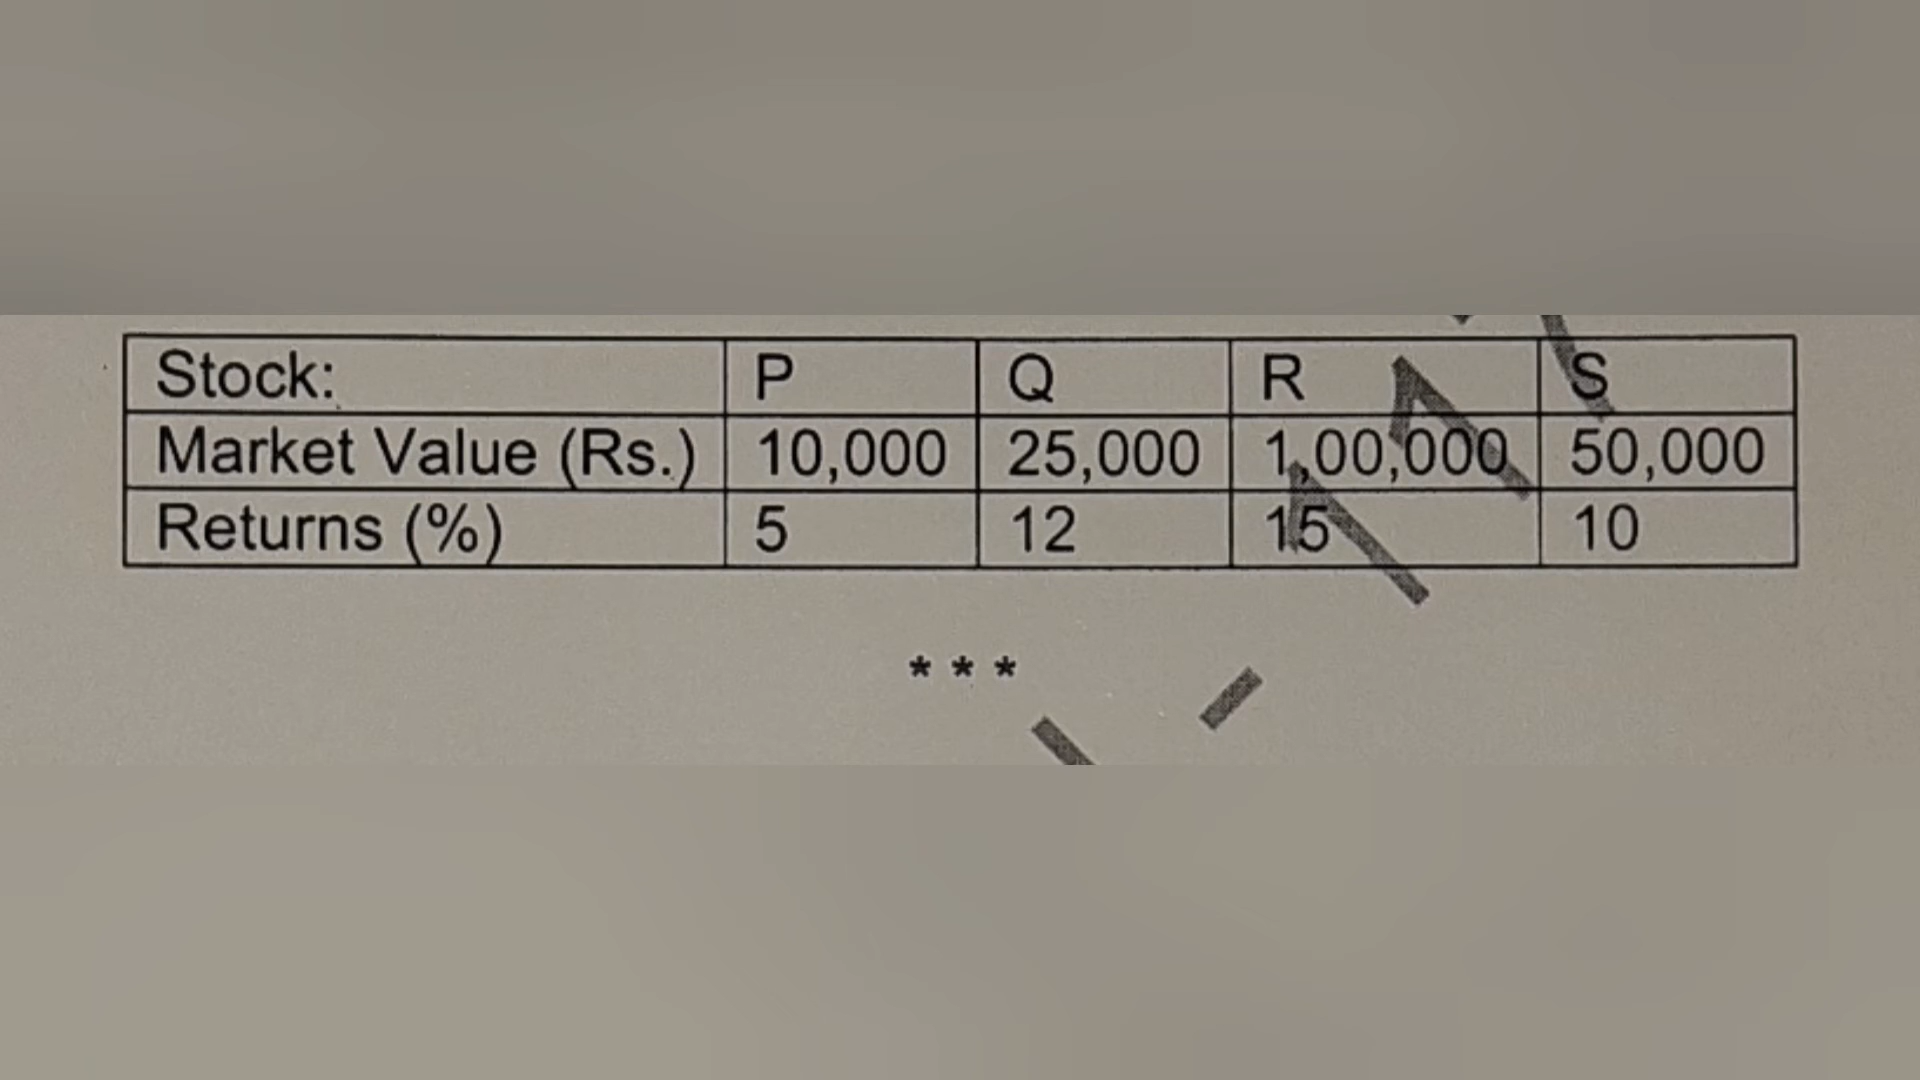 Stock: P Q R S
Market Value (Rs.) 10,000 25,000 1,00,000 50,000
Returns (%) 5 12 15 10
* * *